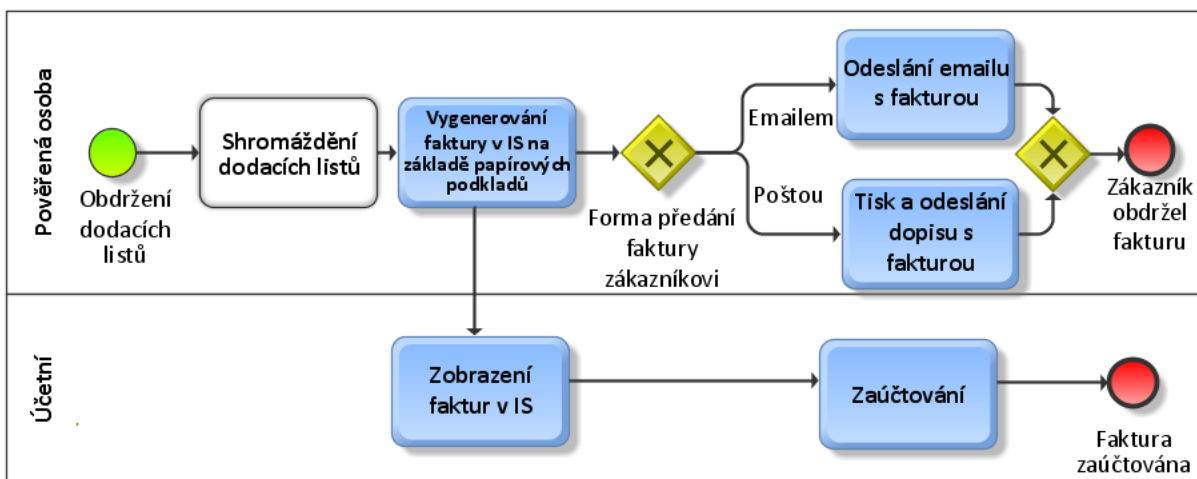 Pověřená osoba
Obdržení
dodacích
listů
Shromáždění
dodacích listů
Vygenerování
faktury v IS na
základě papírových
podkladů
Forma předání
faktury
zákazníkovi
Emailem
Poštou
Odeslání emailu
s fakturou
Tisk a odeslání
dopisu s
fakturou
Zákazník
obdržel
fakturu
Účetní
Zobrazení
faktur v IS
Zaúčtování
Faktura
zaúčtována